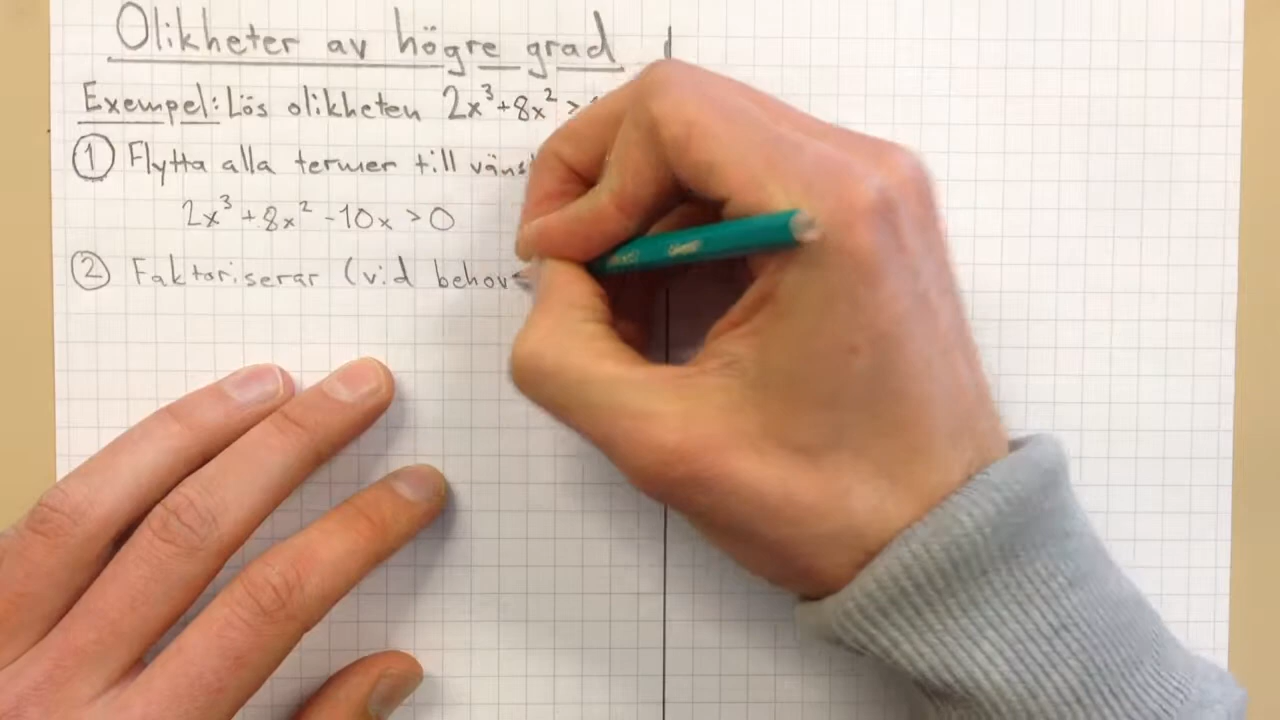 Olikheter av högre grad
Exempel: Lös olikheten 2x³+8x² >
① Flytta alla termer till väns
2x³+8x²-10x>0
② Faktoriserar (vid behov